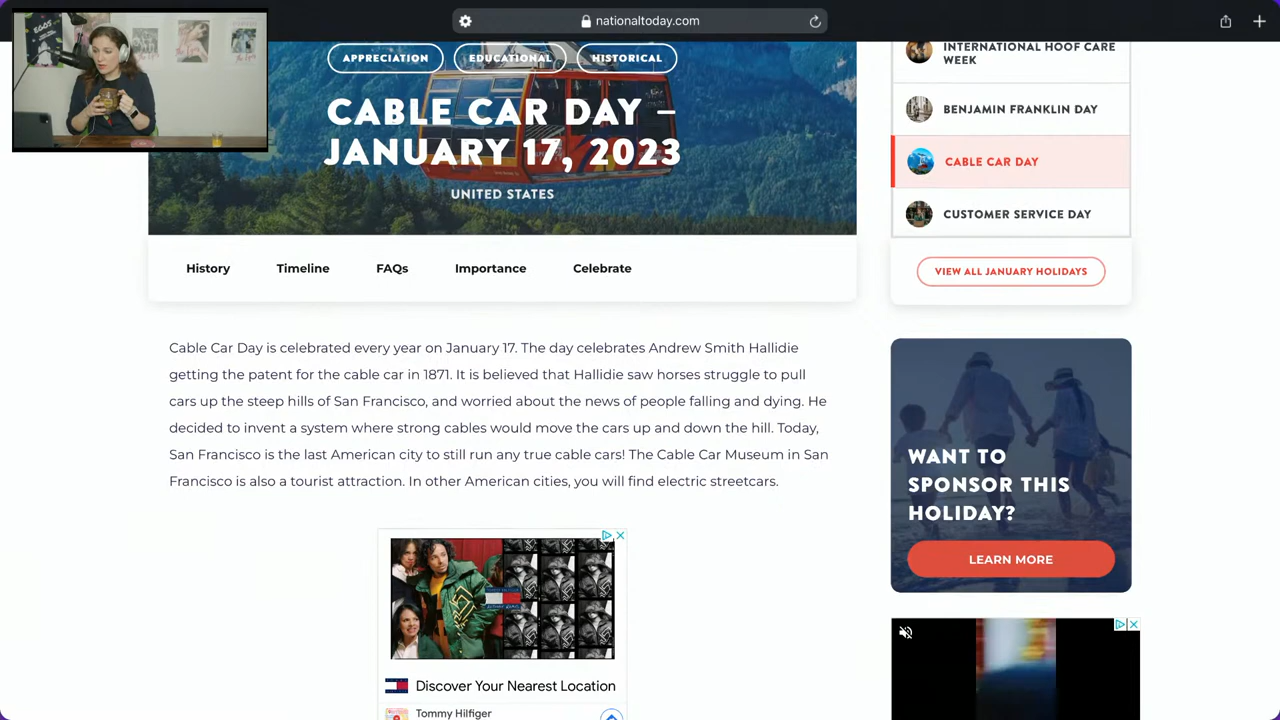 nationaltoday.com
APPRECIATION
EDUCATIONAL
HISTORICAL
CABLE CAR DAY –
JANUARY 17, 2023
UNITED STATES
History
Timeline
FAQs
Importance
Celebrate
Cable Car Day is celebrated every year on January 17. The day celebrates Andrew Smith Hallidie
getting the patent for the cable car in 1871. It is believed that Hallidie saw horses struggle to pull
cars up the steep hills of San Francisco, and worried about the news of people falling and dying. He
decided to invent a system where strong cables would move the cars up and down the hill. Today,
San Francisco is the last American city to still run any true cable cars! The Cable Car Museum in San
Francisco is also a tourist attraction. In other American cities, you will find electric streetcars.
Discover Your Nearest Location
Tommy Hilfiger
INTERNATIONAL HOOF CARE
WEEK
BENJAMIN FRANKLIN DAY
CABLE CAR DAY
CUSTOMER SERVICE DAY
VIEW ALL JANUARY HOLIDAYS
WANT TO
SPONSOR THIS
HOLIDAY?
LEARN MORE